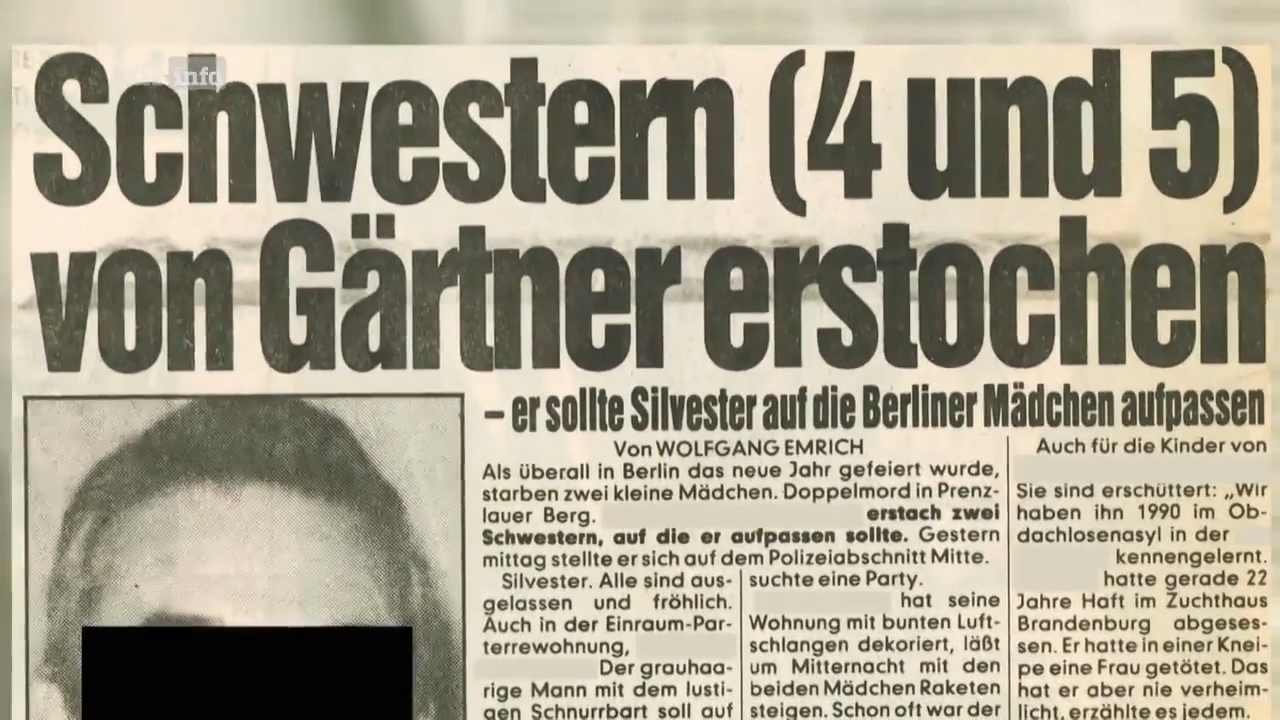 info
Schwestern (4 und 5)
von Gärtner erstochen
– er sollte Silvester auf die Berliner Mädchen aufpassen
Von WOLFGANG EMRICH
Als überall in Berlin das neue Jahr gefeiert wurde,
starben zwei kleine Mädchen. Doppelmord in Prenz-
lauer Berg. erstach zwei
Schwestern, auf die er aufpassen sollte. Gestern
mittag stellte er sich auf dem Polizeiabschnitt Mitte.
Silvester. Alle sind aus-
gelassen und fröhlich.
Auch in der Einraum-Par-
terrewohnung,
Der grauhaa-
rige Mann mit dem lusti-
gen Schnurrbart soll auf
suchte eine Party.
hat seine
Wohnung mit bunten Luft-
schlangen dekoriert, läßt
um Mitternacht mit den
beiden Mädchen Raketen
steigen. Schon oft war der
Auch für die Kinder von
Sie sind erschüttert: „Wir
haben ihn 1990 im Ob-
dachlosenasyl in der
kennengelernt.
hatte gerade 22
Jahre Haft im Zuchthaus
Brandenburg abgeses-
sen. Er hatte in einer Knei-
pe eine Frau getötet. Das
hat er aber nie verheim-
licht, erzählte es jedem.